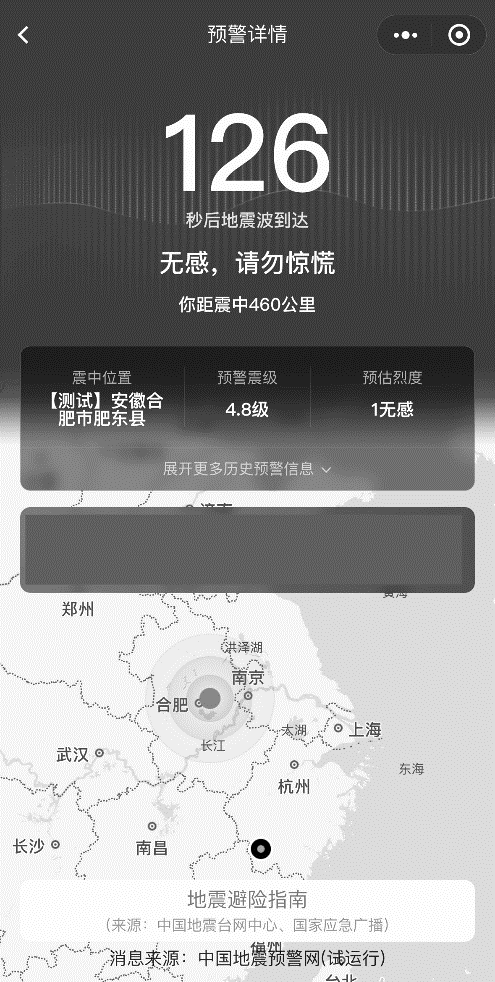 预警详情
126
秒后地震波到达
无感，请勿惊慌
你距震中460公里
震中位置
预警震级
预估烈度
【测试】安徽合
肥市肥东县
4.8级
1无感
展开更多历史预警信息
济南
黄海
郑州
洪泽湖
南京
合肥
太湖
上海
长江
武汉
东海
杭州
长沙
南昌
地震避险指南
（来源：中国地震台网中心、国家应急广播）
福州
消息来源：中国地震预警网(试运行)
台北